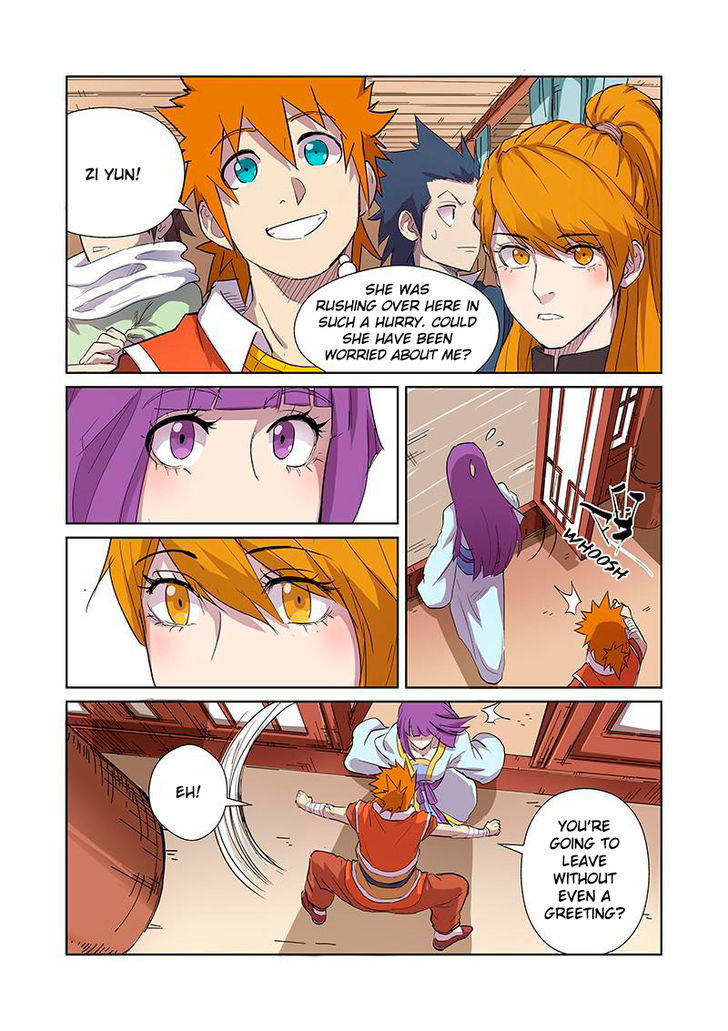 ZI YUN!
SHE WAS
RUSHING OVER HERE IN
SUCH A HURRY. COULD
SHE HAVE BEEN
WORRIED ABOUT ME?
WHOOSH
EH!
YOU'RE
GOING TO
LEAVE
WITHOUT
EVEN A
GREETING?